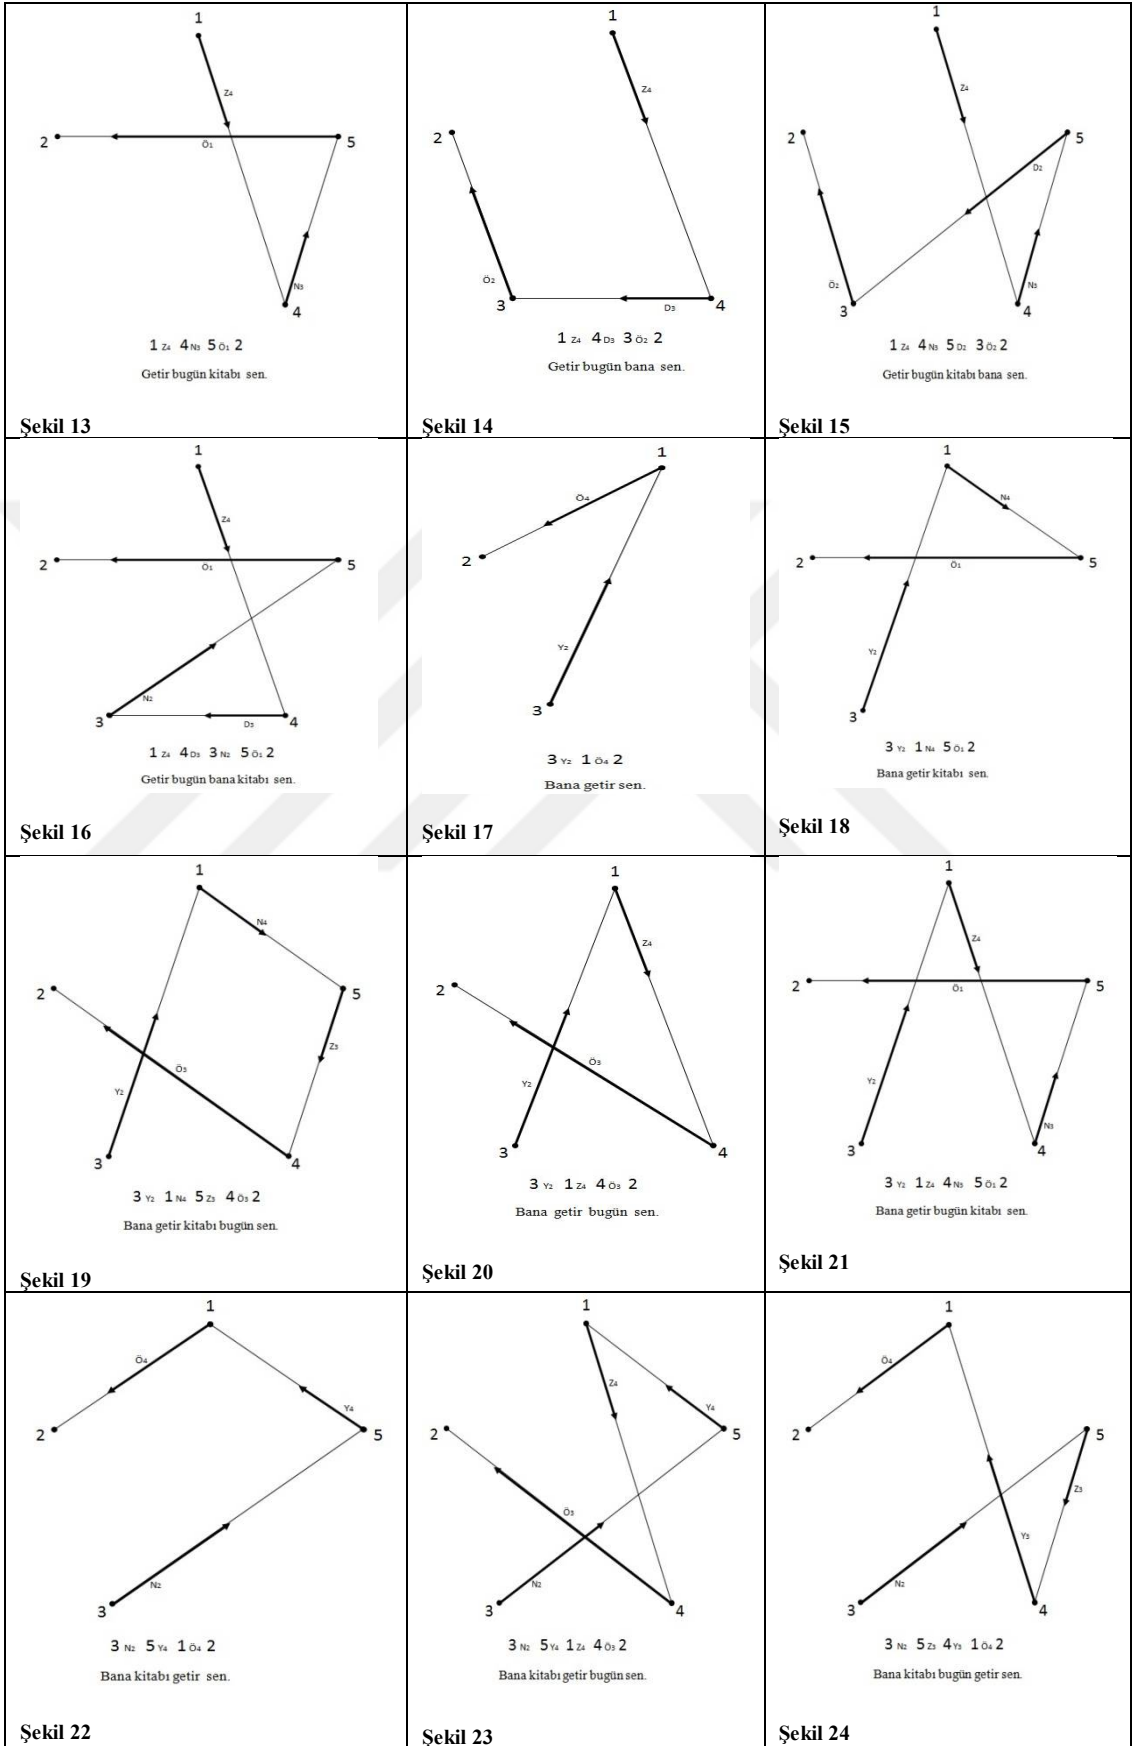 1
Z4
2
5
Ö1
N3
4
1 Z4 4 N3 5 Ö1 2
Getir bugün kitabı sen.
Şekil 13
1
Z4
2
Ö2
3
D3
4
1 Z4 4 D3 3 Ö2 2
Getir bugün bana sen.
Şekil 14
1
Z4
2
5
D2
Ö2
N3
3
4
1 Z4 4 N3 5 D2 3 Ö2 2
Getir bugün kitabı bana sen.
Şekil 15
1
Z4
2
5
Ö1
N2
3
D3
4
1 Z4 4 D3 3 N2 5 Ö1 2
Getir bugün bana kitabı sen.
Şekil 16
1
Ö4
2
Y2
3
3 Y2 1 Ö4 2
Bana getir sen.
Şekil 17
1
N4
2
Ö1
5
Y2
3
3 Y2 1 N4 5 Ö1 2
Bana getir kitabı sen.
Şekil 18
1
N4
2
5
Z3
Ö3
Y2
3
4
3 Y2 1 N4 5 Z3 4 Ö3 2
Bana getir kitabı bugün sen.
Şekil 19
1
Z4
2
Ö3
Y2
3
4
3 Y2 1 Z4 4 Ö3 2
Bana getir bugün sen.
Şekil 20
1
Z4
2
5
Ö1
Y2
N3
3
4
3 Y2 1 Z4 4 N3 5 Ö1 2
Bana getir bugün kitabı sen.
Şekil 21
1
Ö4
Y4
2
5
N2
3
3 N2 5 Y4 1 Ö4 2
Bana kitabı getir sen.
Şekil 22
1
Z4
Y4
2
5
Ö3
N2
3
4
3 N2 5 Y4 1 Z4 4 Ö3 2
Bana kitabı getir bugün sen.
Şekil 23
1
Ö4
2
5
Z3
Y3
N2
3
4
3 N2 5 Z3 4 Y3 1 Ö4 2
Bana kitabı bugün getir sen.
Şekil 24